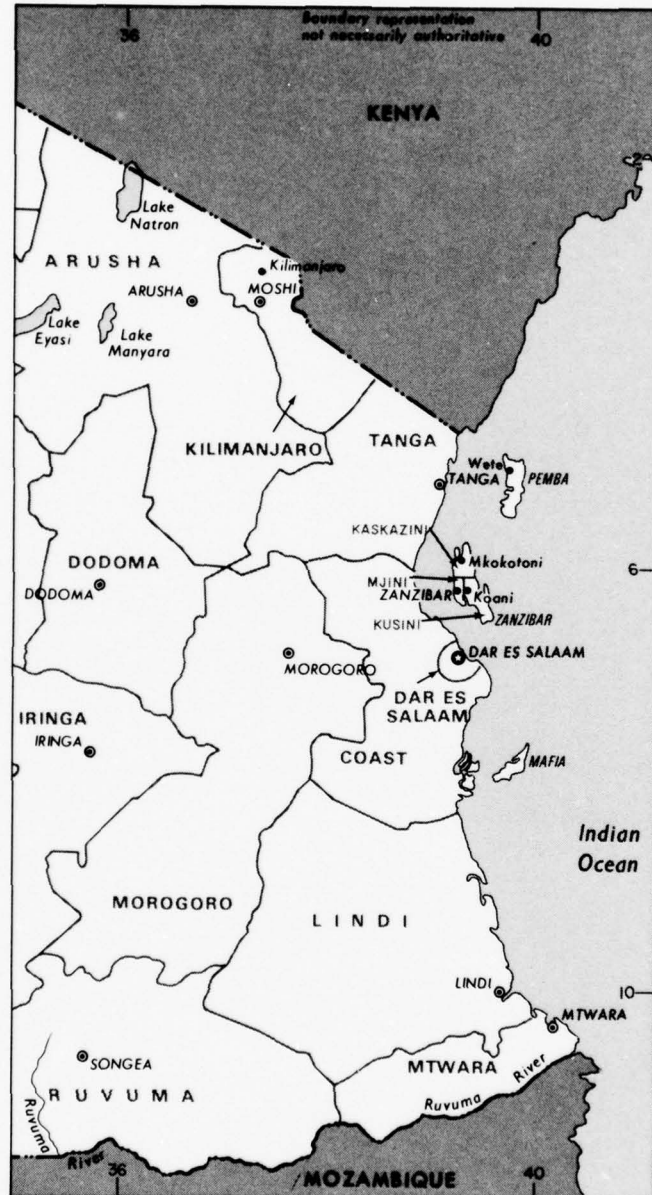 36
Boundary representation
not necessarily authoritative
40
KENYA
2
Lake
Natron
ARUSHA
Kilimanjaro
ARUSHA
MOSHI
Lake
Eyasi
Lake
Manyara
KILIMANJARO
TANGA
Wete
TANGA
PEMBA
KASKAZINI
DODOMA
Mkokotoni
6
DODOMA
MJINI
ZANZIBAR
Koani
KUSINI
ZANZIBAR
MOROGORO
DAR ES SALAAM
DAR ES
SALAAM
IRINGA
IRINGA
COAST
MAFIA
Indian
Ocean
MOROGORO
LINDI
LINDI
10
MTWARA
SONGEA
MTWARA
RUVUMA
Ruvuma River
Ruvuma
River
36
MOZAMBIQUE
40